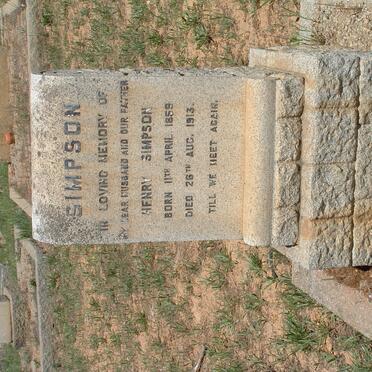 SIMPSON
IN LOVING MEMORY OF
MY DEAR HUSBAND AND OUR FATHER
HENRY SIMPSON
BORN 11TH APRIL 1859
DIED 26TH AUG. 1913.
TILL WE MEET AGAIN.